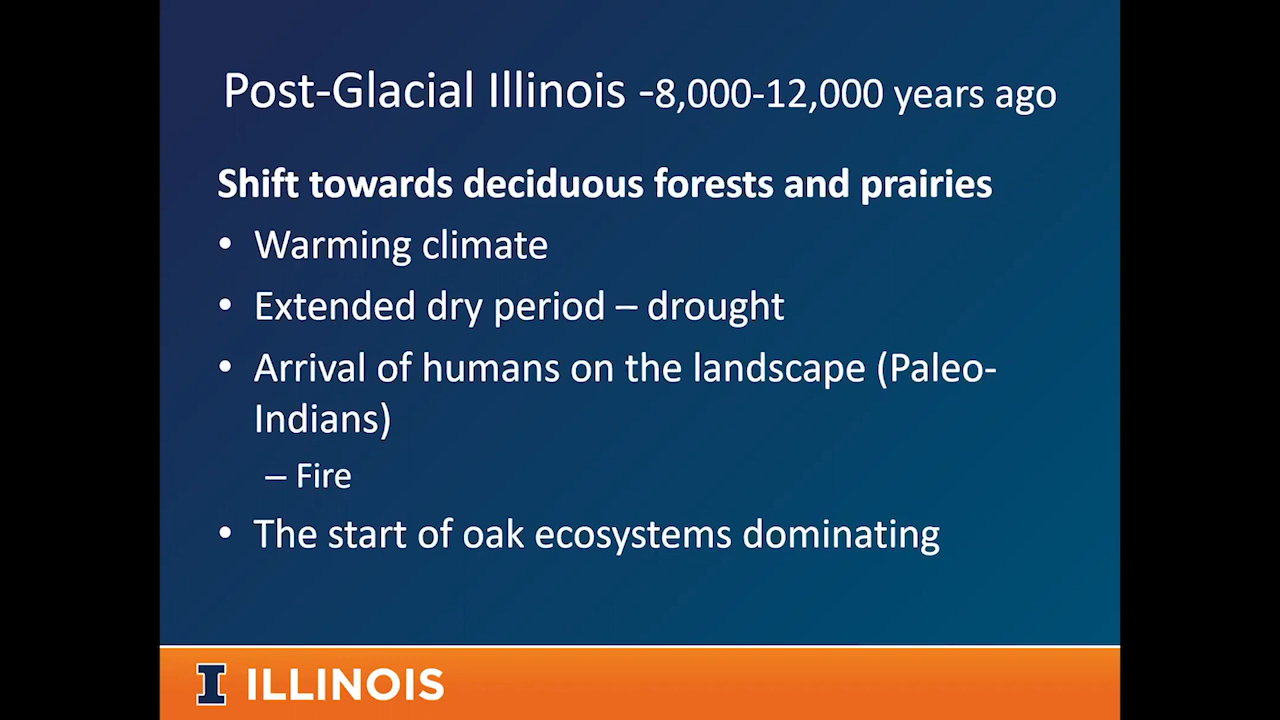 Post-Glacial Illinois -8,000-12,000 years ago
Shift towards deciduous forests and prairies
• Warming climate
• Extended dry period – drought
• Arrival of humans on the landscape (Paleo-
Indians)
– Fire
• The start of oak ecosystems dominating
I ILLINOIS